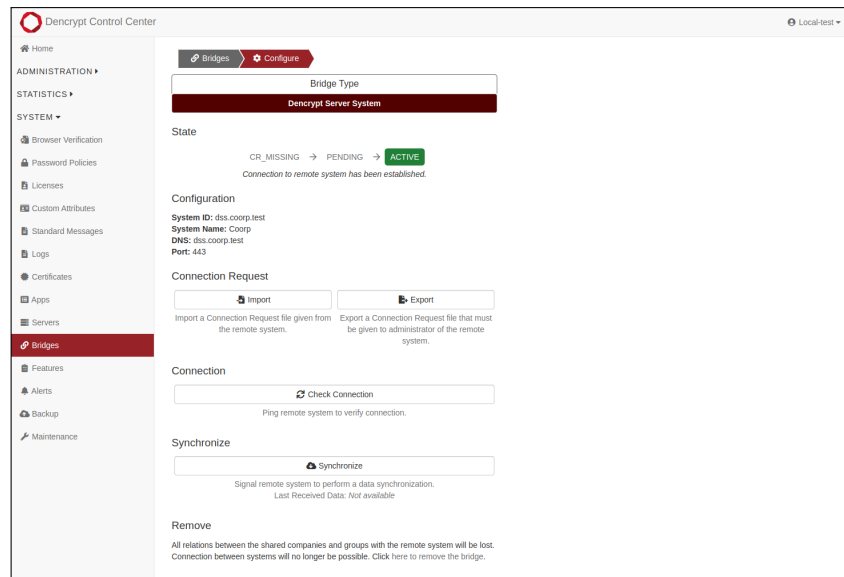 Dencrypt Control Center
Local-test
Home
ADMINISTRATION
STATISTICS
SYSTEM
Browser Verification
Password Policies
Licenses
Custom Attributes
Standard Messages
Logs
Certificates
Apps
Servers
Bridges
Features
Alerts
Backup
Maintenance
Bridges
Configure
Bridge Type
Dencrypt Server System
State
CR_MISSING → PENDING → ACTIVE
Connection to remote system has been established.
Configuration
System ID: dss.coorp.test
System Name: Coorp
DNS: dss.coorp.test
Port: 443
Connection Request
Import
Import a Connection Request file given from
the remote system.
Export
Export a Connection Request file that must
be given to administrator of the remote
system.
Connection
Check Connection
Ping remote system to verify connection.
Synchronize
Synchronize
Signal remote system to perform a data synchronization.
Last Received Data: Not available
Remove
All relations between the shared companies and groups with the remote system will be lost.
Connection between systems will no longer be possible. Click here to remove the bridge.